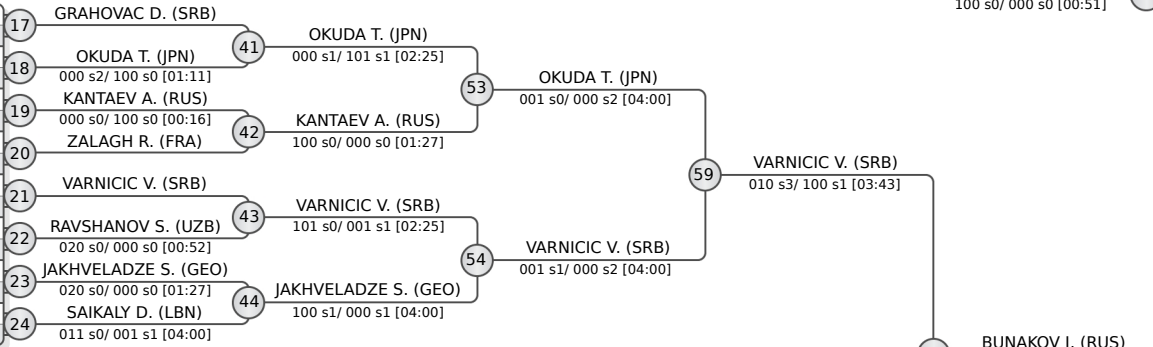 100 s0/ 000 s0 [00:51]
17
GRAHOVAC D. (SRB)
41
OKUDA T. (JPN)
000 s1/ 101 s1 [02:25]
18
OKUDA T. (JPN)
000 s2/ 100 s0 [01:11]
53
OKUDA T. (JPN)
001 s0/ 000 s2 [04:00]
19
KANTAEV A. (RUS)
000 s0/ 100 s0 [00:16]
42
KANTAEV A. (RUS)
100 s0/ 000 s0 [01:27]
20
ZALAGH R. (FRA)
59
VARNICIC V. (SRB)
010 s3/ 100 s1 [03:43]
21
VARNICIC V. (SRB)
43
VARNICIC V. (SRB)
101 s0/ 001 s1 [02:25]
22
RAVSHANOV S. (UZB)
020 s0/ 000 s0 [00:52]
54
VARNICIC V. (SRB)
001 s1/ 000 s2 [04:00]
23
JAKHVELADZE S. (GEO)
020 s0/ 000 s0 [01:27]
44
JAKHVELADZE S. (GEO)
100 s1/ 000 s1 [04:00]
24
SAIKALY D. (LBN)
011 s0/ 001 s1 [04:00]
BUNAKOV I. (RUS)